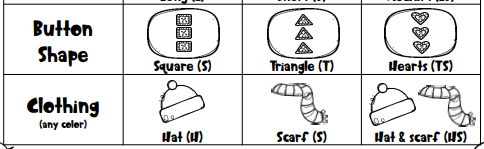 Button
Shape
Square (S)
Triangle (T)
Hearts (TS)
Clothing
(any color)
Hat (H)
Scarf (S)
Hat & scarf (HS)